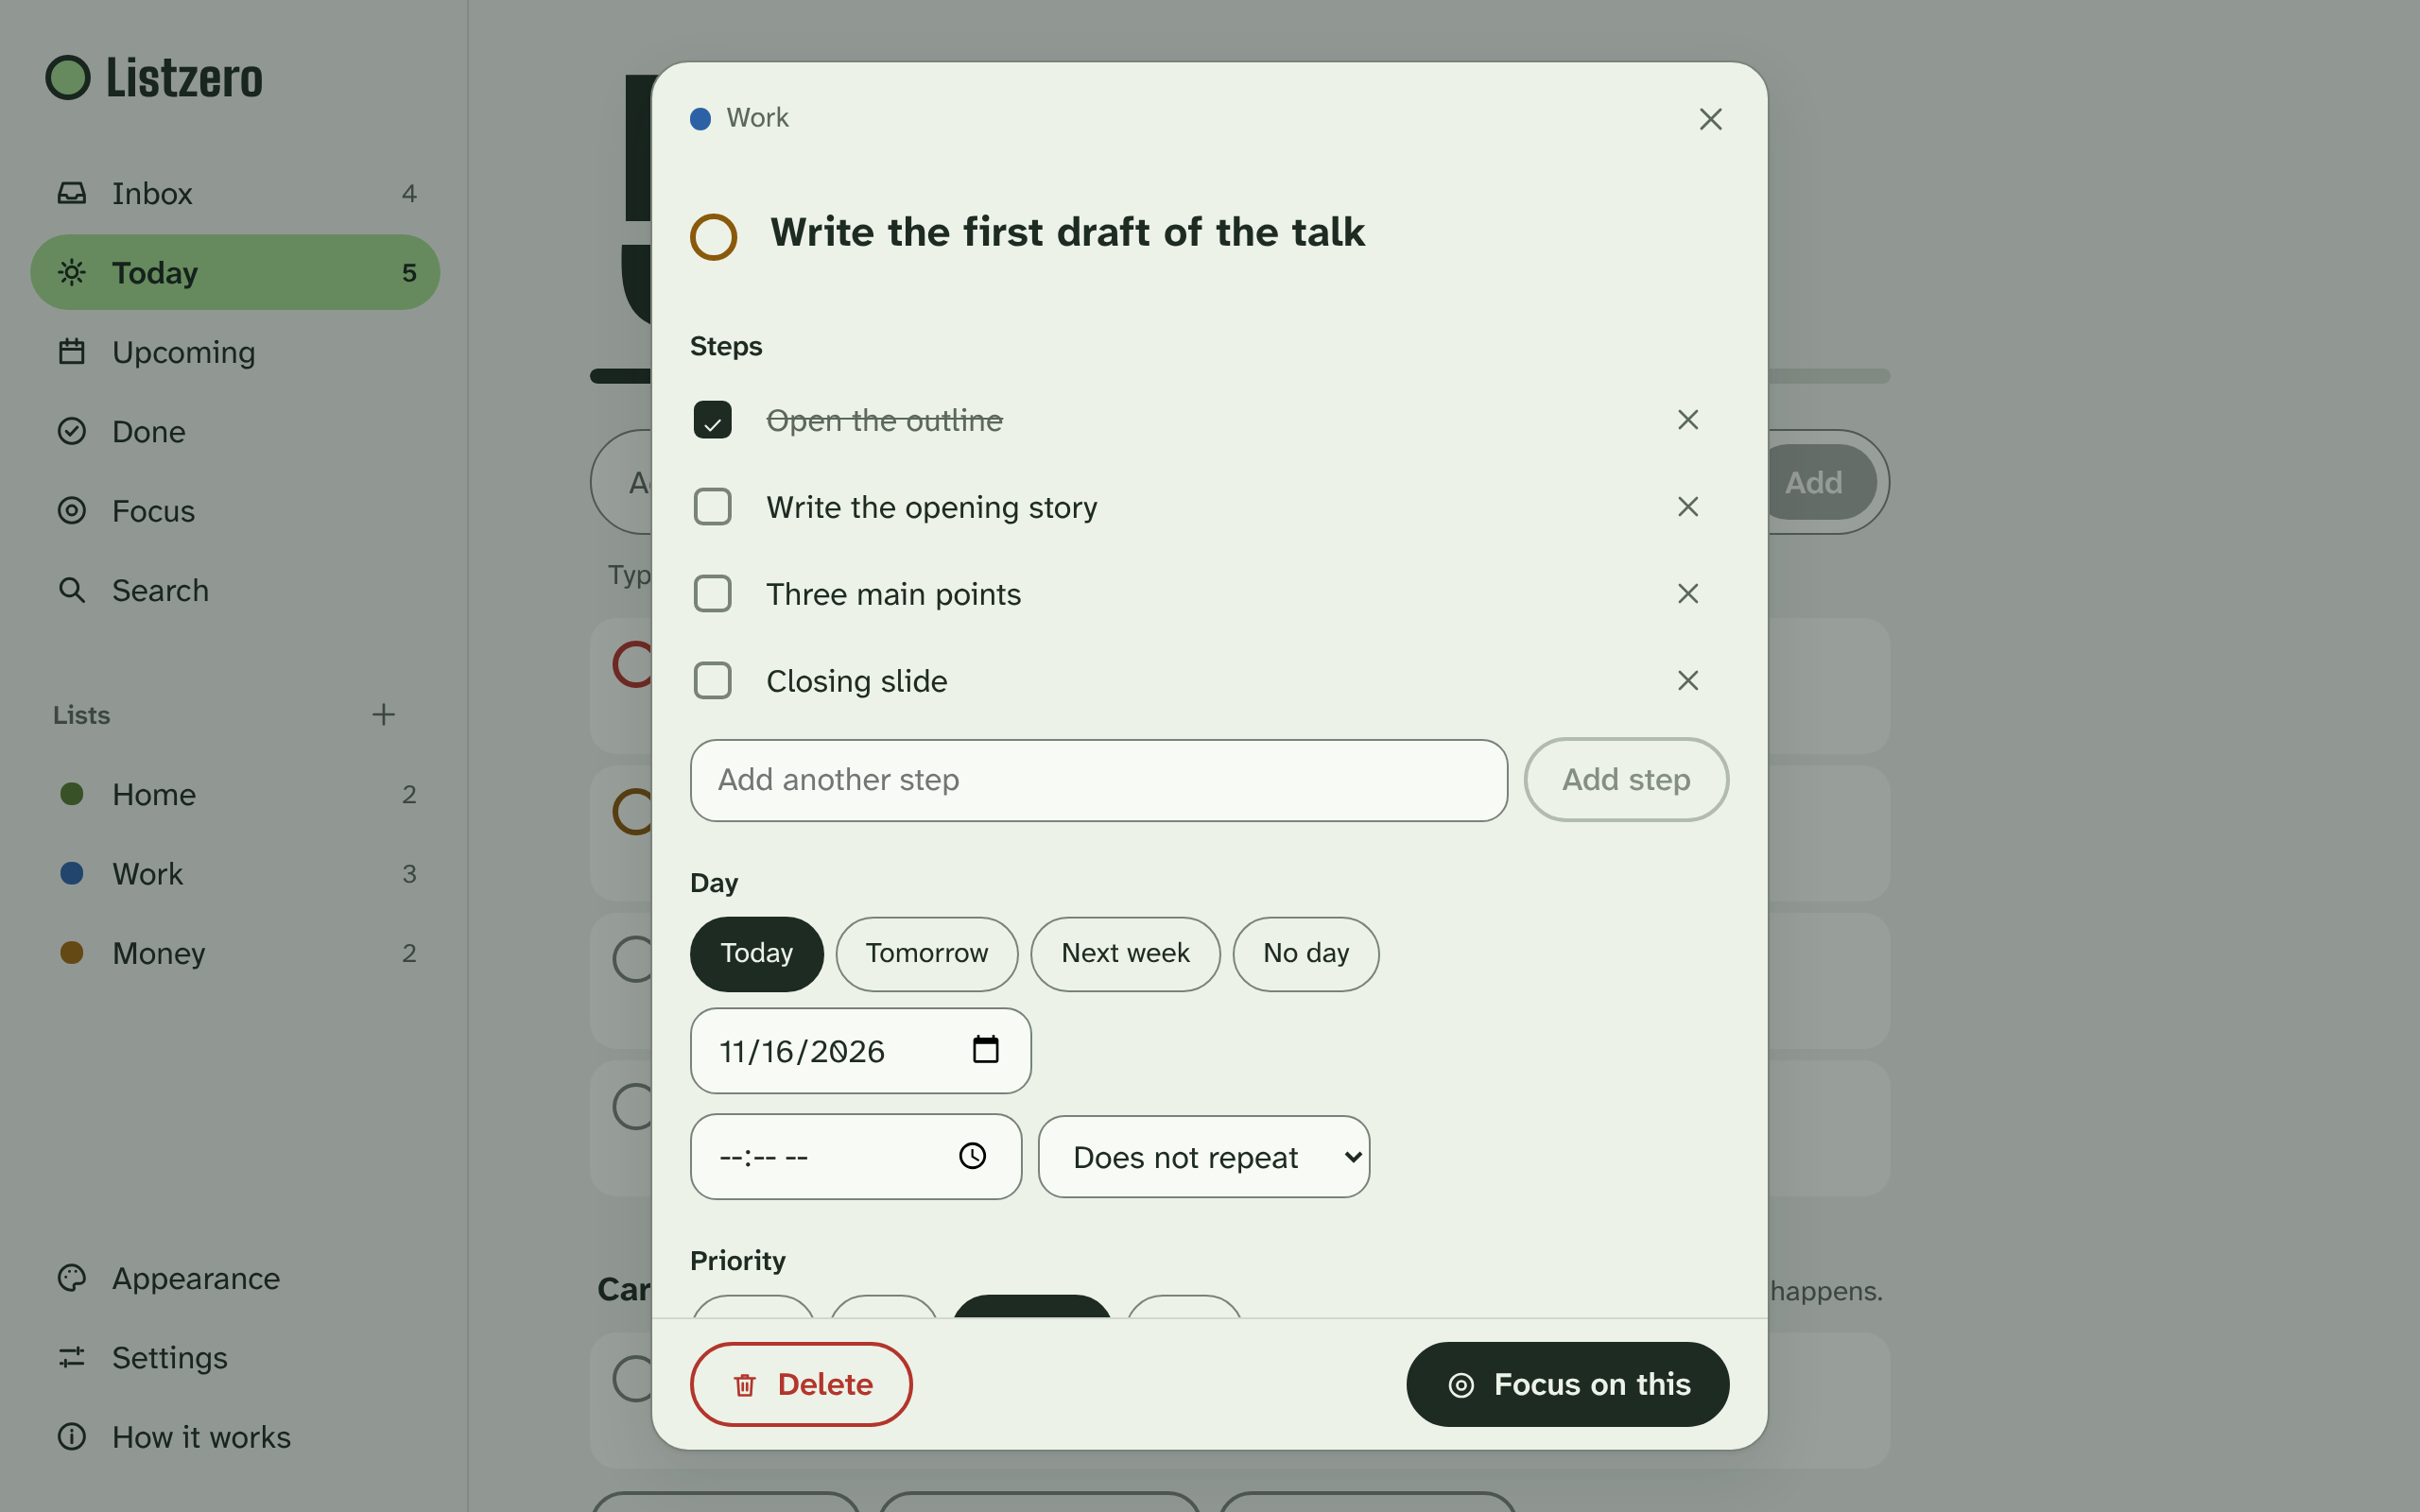 Listzero
Inbox 4
Today 5
Upcoming
Done
Focus
Search
Lists
Home 2
Work 3
Money 2
Appearance
Settings
How it works
Work
Write the first draft of the talk
Steps
Open the outline
Write the opening story
Three main points
Closing slide
Add another step
Add step
Day
Today
Tomorrow
Next week
No day
11/16/2026
--:-- --
Does not repeat
Priority
Delete
Focus on this
Add
happens.